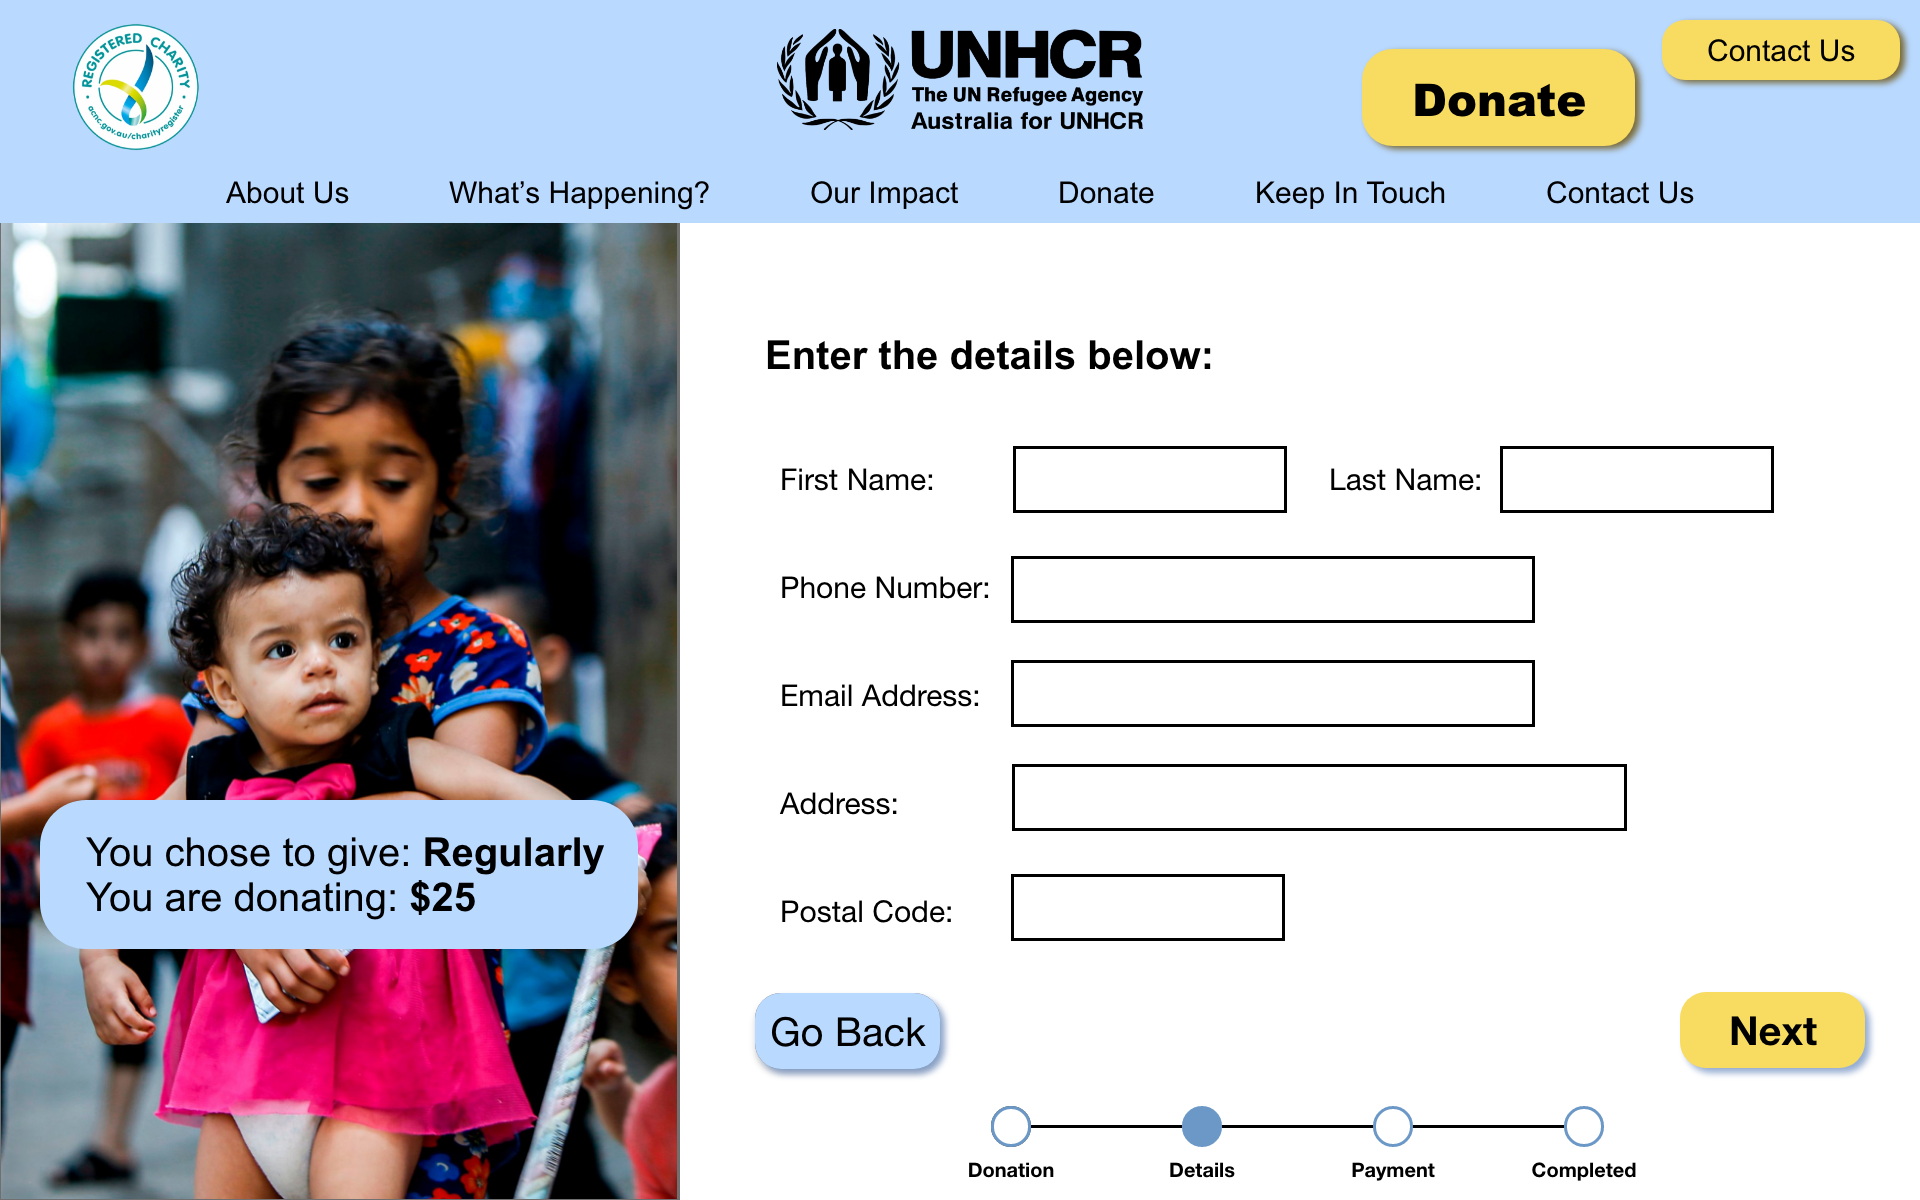 REGISTERED CHARITY
acnc.gov.au/charityregister
UNHCR
The UN Refugee Agency
Australia for UNHCR
Donate
Contact Us
About Us
What’s Happening?
Our Impact
Donate
Keep In Touch
Contact Us
Enter the details below:
First Name:
Last Name:
Phone Number:
Email Address:
Address:
Postal Code:
You chose to give: Regularly
You are donating: $25
Go Back
Next
Donation
Details
Payment
Completed